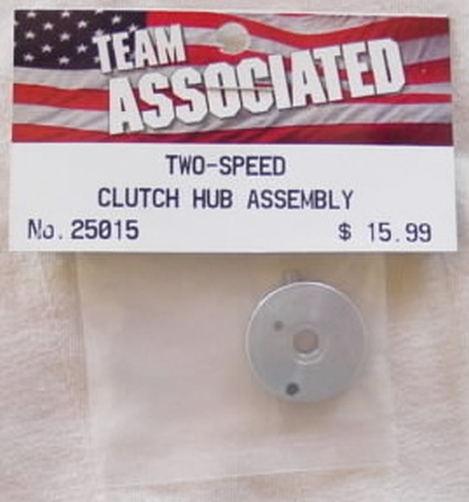 TEAM
ASSOCIATED
TWO-SPEED
CLUTCH HUB ASSEMBLY
No. 25015 $ 15.99